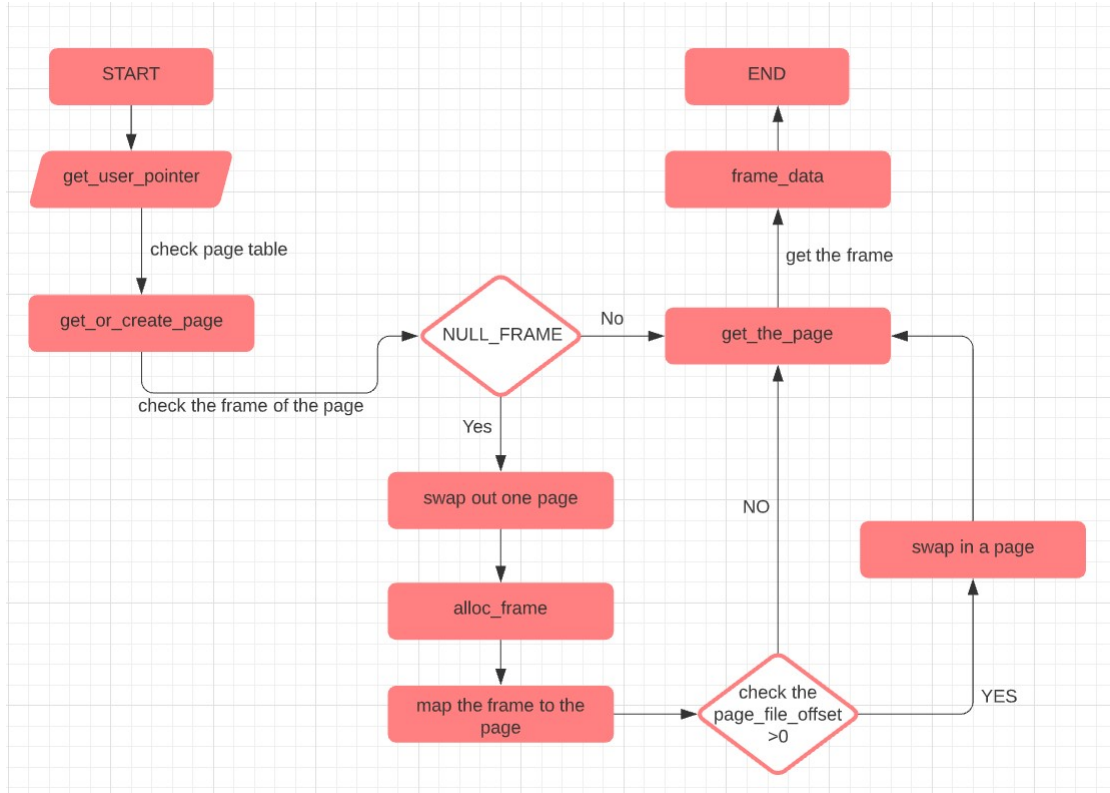 START
END
get_user_pointer
frame_data
check page table
get the frame
get_or_create_page
NULL_FRAME
No
get_the_page
check the frame of the page
Yes
swap out one page
NO
swap in a page
alloc_frame
map the frame to the
page
check the
page_file_offset
>0
YES